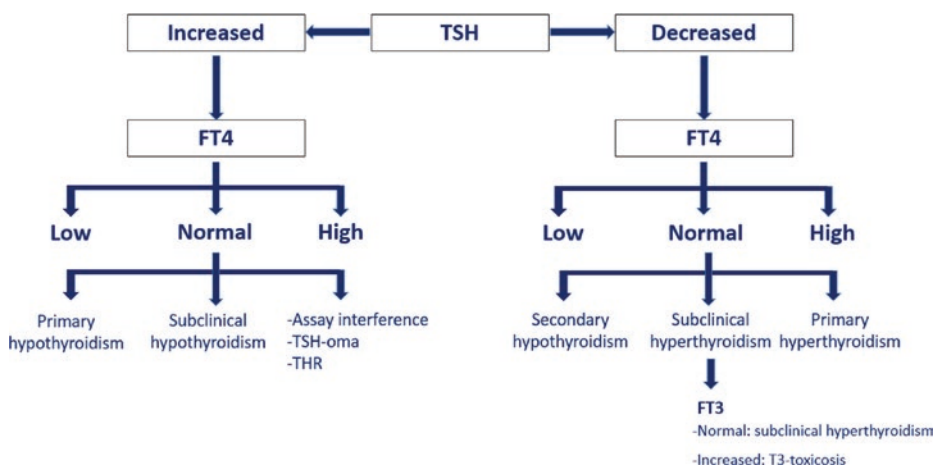 Increased
TSH
Decreased
FT4
FT4
Low
Normal
High
Low
Normal
High
Primary
hypothyroidism
Subclinical
hypothyroidism
-Assay interference
-TSH-oma
-THR
Secondary
hypothyroidism
Subclinical
hyperthyroidism
Primary
hyperthyroidism
FT3
-Normal: subclinical hyperthyroidism
-Increased: T3-toxicosis